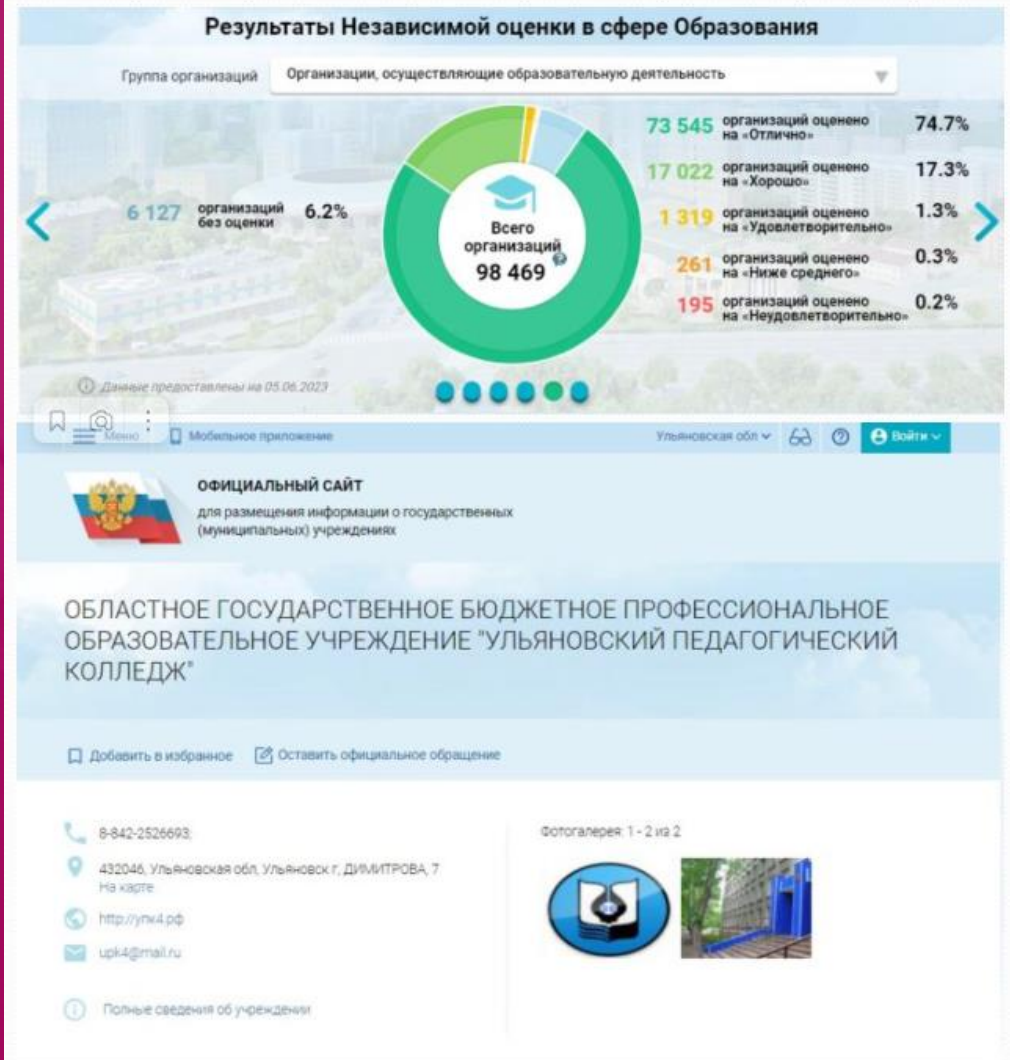 Результаты Независимой оценки в сфере Образования
Группа организаций
Организации, осуществляющие образовательную деятельность
73 545 организаций оценено на «Отлично» 74.7%
17 022 организаций оценено на «Хорошо» 17.3%
1 319 организаций оценено на «Удовлетворительно» 1.3%
261 организаций оценено на «Ниже среднего» 0.3%
195 организаций оценено на «Неудовлетворительно» 0.2%
6 127 организаций без оценки 6.2%
Всего
организаций
98 469
Данные предоставлены на 05.06.2023
Меню
Мобильное приложение
Ульяновская обл
Войти
ОФИЦИАЛЬНЫЙ САЙТ
для размещения информации о государственных
(муниципальных) учреждениях
ОБЛАСТНОЕ ГОСУДАРСТВЕННОЕ БЮДЖЕТНОЕ ПРОФЕССИОНАЛЬНОЕ
ОБРАЗОВАТЕЛЬНОЕ УЧРЕЖДЕНИЕ "УЛЬЯНОВСКИЙ ПЕДАГОГИЧЕСКИЙ
КОЛЛЕДЖ"
Добавить в избранное
Оставить официальное обращение
8-842-2526693;
432046, Ульяновская обл, Ульяновск г, ДИМИТРОВА, 7
На карте
http://упк4.рф
upk4@mail.ru
Полные сведения об учреждении
Фотогалерея: 1 - 2 из 2